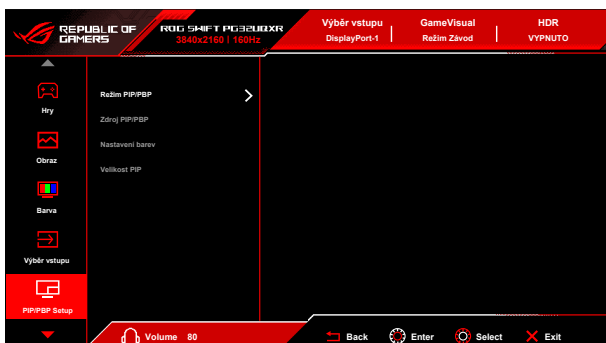 REPUBLIC OF
GAMERS
ROG SWIFT PG32UQXR
3840x2160 | 160Hz
Výběr vstupu
DisplayPort-1
GameVisual
Režim Závod
HDR
VYPNUTO
Hry
Obraz
Barva
Výběr vstupu
PIP/PBP Setup
Režim PIP/PBP
Zdroj PIP/PBP
Nastavení barev
Velikost PIP
Volume 80
Back
Enter
Select
Exit